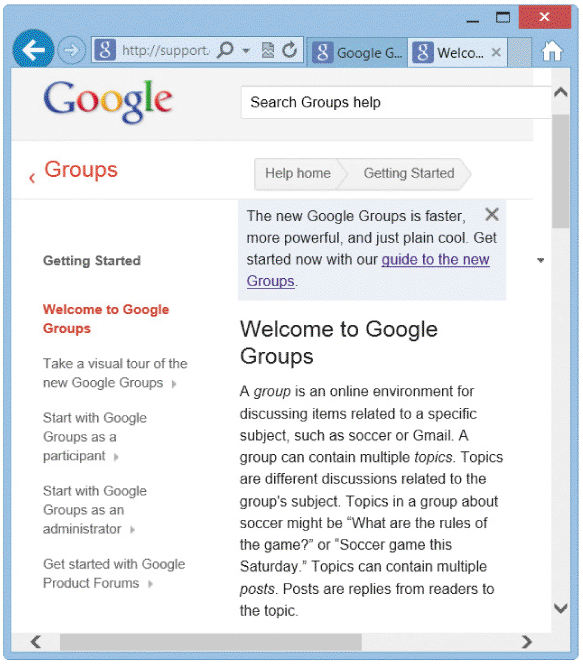 http://support.
Google G...
Welco...
Google
Search Groups help
Groups
Help home
Getting Started
The new Google Groups is faster,
more powerful, and just plain cool. Get
started now with our guide to the new
Groups.
Getting Started
Welcome to Google
Groups
Take a visual tour of the
new Google Groups
Start with Google
Groups as a
participant
Start with Google
Groups as an
administrator
Get started with Google
Product Forums
Welcome to Google
Groups
A group is an online environment for
discussing items related to a specific
subject, such as soccer or Gmail. A
group can contain multiple topics. Topics
are different discussions related to the
group's subject. Topics in a group about
soccer might be “What are the rules of
the game?” or “Soccer game this
Saturday.” Topics can contain multiple
posts. Posts are replies from readers to
the topic.